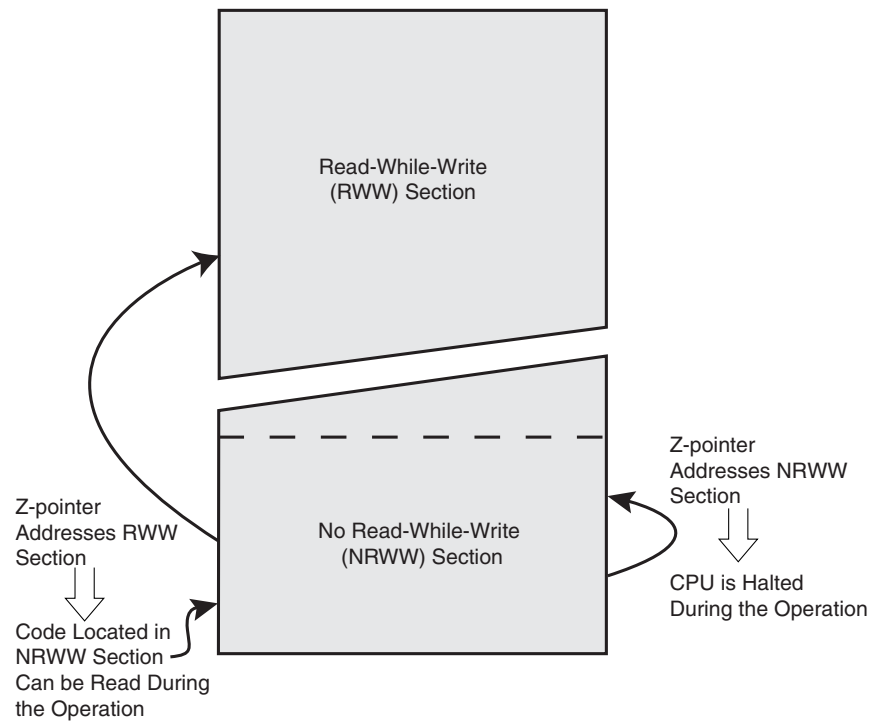 Read-While-Write
(RWW) Section
Z-pointer
Addresses NRWW
Section
CPU is Halted
During the Operation
No Read-While-Write
(NRWW) Section
Z-pointer
Addresses RWW
Section
Code Located in
NRWW Section
Can be Read During
the Operation